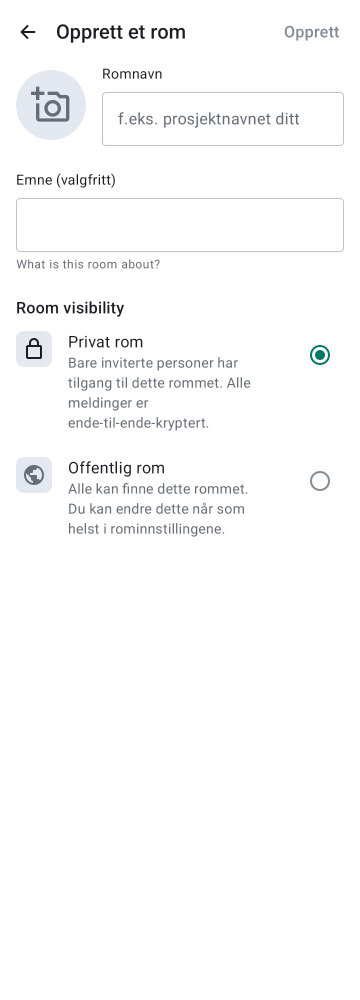 Opprett et rom
Opprett
Romnavn
f.eks. prosjektnavnet ditt
Emne (valgfritt)
What is this room about?
Room visibility
Privat rom
Bare inviterte personer har
tilgang til dette rommet. Alle
meldinger er
ende-til-ende-kryptert.
Offentlig rom
Alle kan finne dette rommet.
Du kan endre dette når som
helst i rominnstillingene.